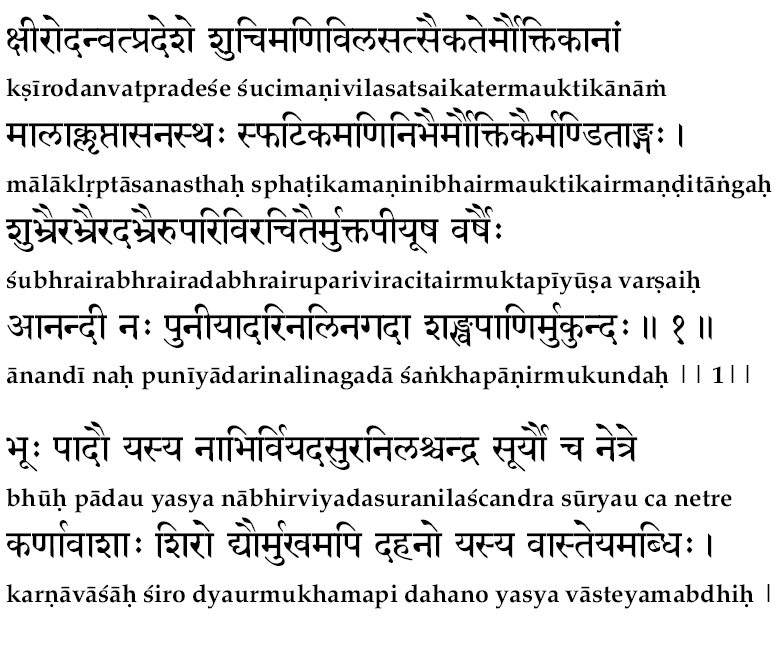 क्षीरोदन्वत्प्रदेशे शुचिमणिविलसत्सैकतेर्मौक्तिकानां
kṣīrodanvatpradeśe śucimaṇivilasatsaikatermauktikānāṁ
मालाक्लृप्तासनस्थः स्फटिकमणिनिभैर्मौक्तिकैर्मण्डिताङ्गः ।
mālāklṛptāsanasthaḥ sphaṭikamaṇinibhairmauktikairmaṇḍitāṅgaḥ
शुभ्रैरभ्रैरदभ्रैरुपरिविरचितैर्मुक्तपीयूष वर्षैः
śubhrairabhrairadabhrairupariviracitairmuktapīyūṣa varṣaiḥ
आनन्दी नः पुनीयादरिनलिनगदा शङ्खपाणिर्मुकुन्दः ॥ १ ॥
ānandī naḥ punīyādarinalinagadā śaṅkhapāṇirmukundaḥ || 1||
भूः पादौ यस्य नाभिर्वियदसुरनिलश्चन्द्र सूर्यौ च नेत्रे
bhūḥ pādau yasya nābhirviyadasuranilaścandra sūryau ca netre
कर्णावाशाः शिरो द्यौर्मुखमपि दहनो यस्य वास्तेयमब्धिः ।
karṇāvāśāḥ śiro dyaurmukhamapi dahano yasya vāsteyamabdhiḥ |